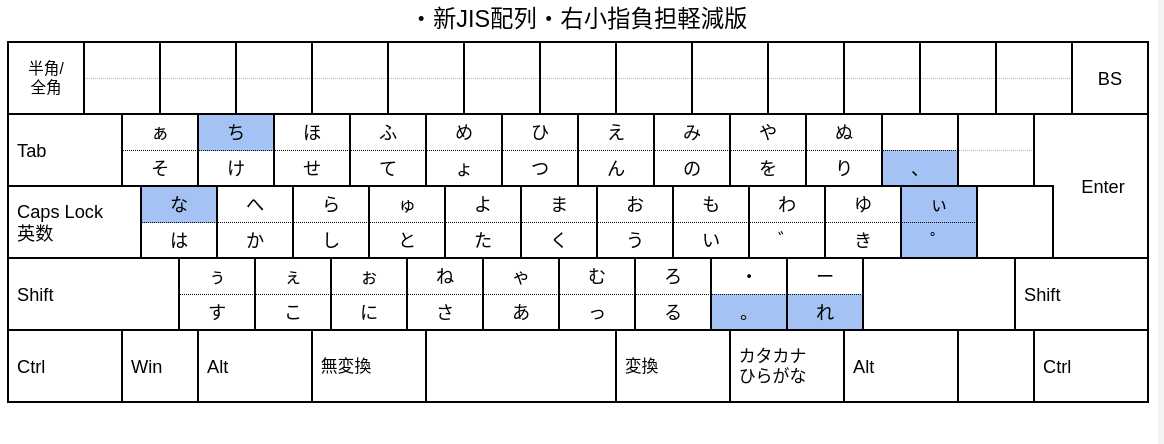 ・新JIS配列・右小指負担軽減版
半角/
全角
BS
Tab
ぁ ち ほ ふ め ひ え み や ぬ
そ け せ て ょ つ ん の を り 、
Enter
Caps Lock
英数
な へ ら ゅ よ ま お も わ ゆ ぃ
は か し と た く う い ゛ き ゜
Shift
ぅ ぇ ぉ ね ゃ む ろ ・ ー
す こ に さ あ っ る 。 れ
Shift
Ctrl Win Alt 無変換 変換 カタカナ
ひらがな Alt Ctrl